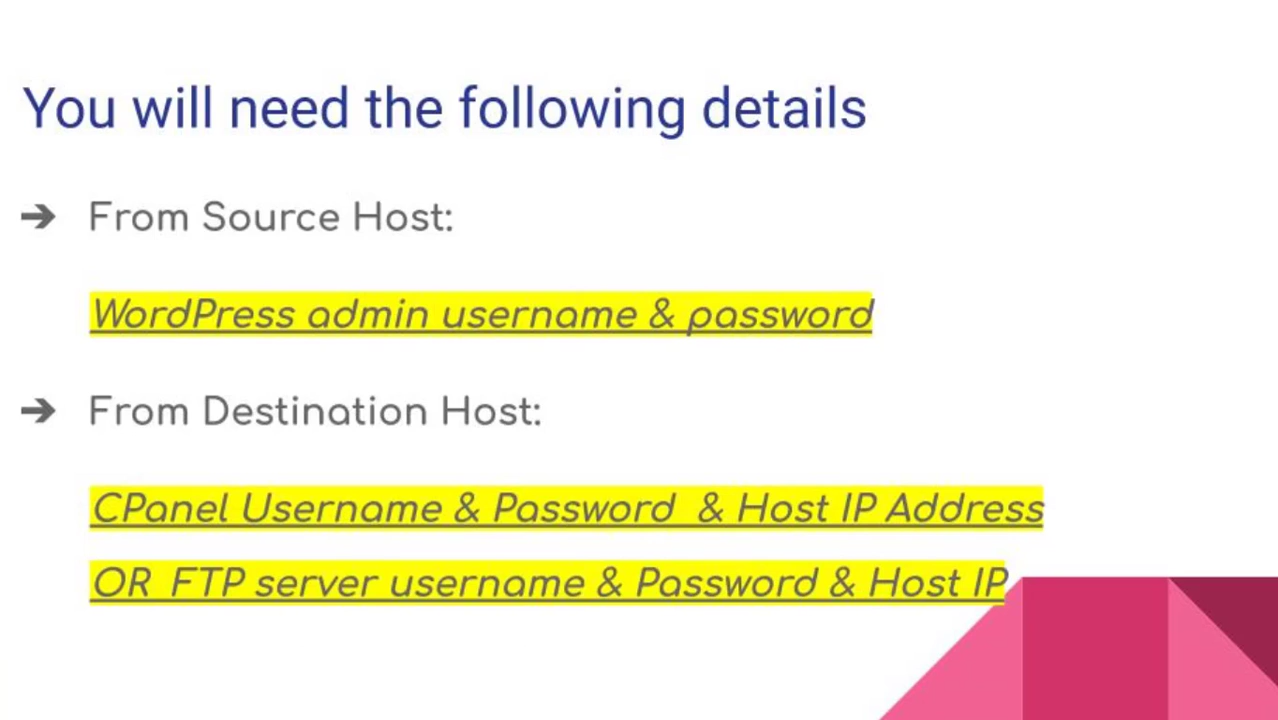 You will need the following details
➔ From Source Host:
WordPress admin username & password
➔ From Destination Host:
CPanel Username & Password & Host IP Address
OR FTP server username & Password & Host IP